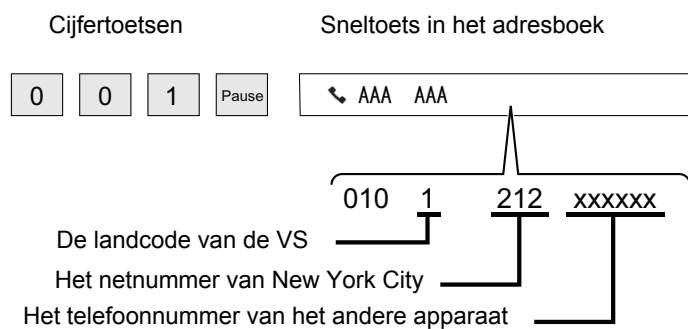 Cijfertoetsen Sneltoets in het adresboek
0 0 1 Pause AAA AAA
010 1 212 xxxxxx
De landcode van de VS
Het netnummer van New York City
Het telefoonnummer van het andere apparaat